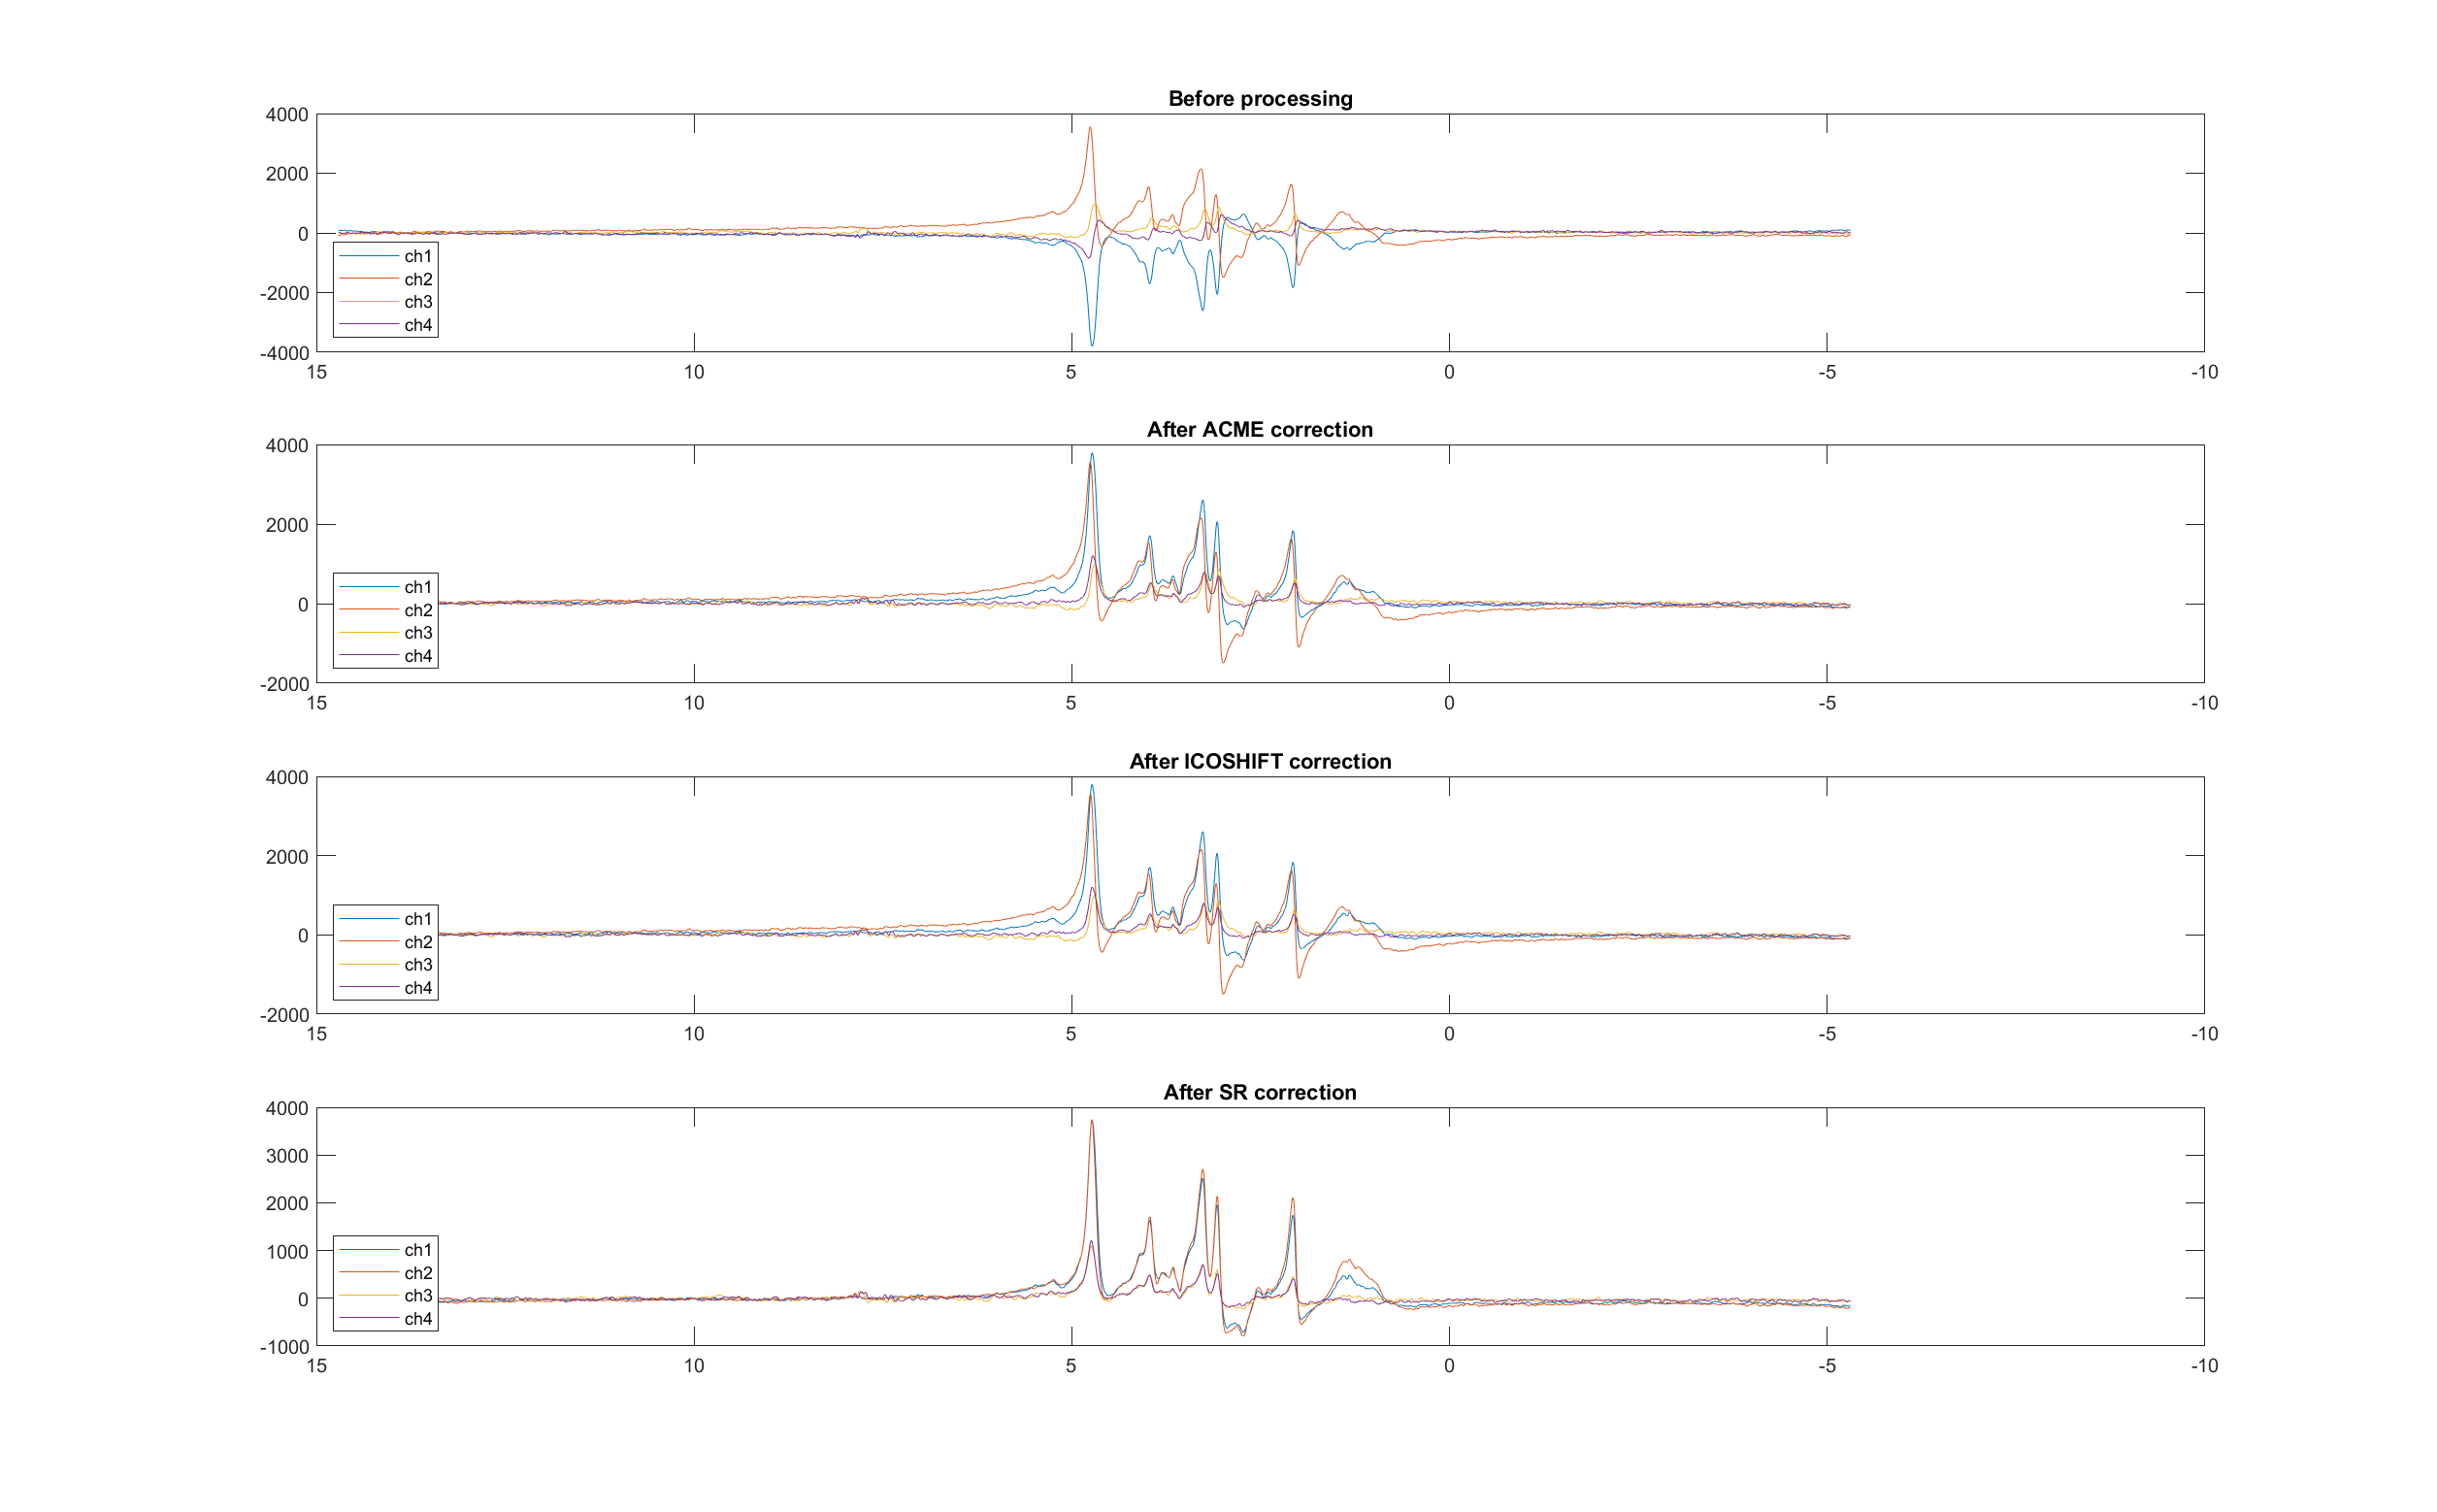 Before processing
4000
2000
0
-2000
-4000
ch1
ch2
ch3
ch4
15 10 5 0 -5 -10
After ACME correction
4000
2000
0
-2000
ch1
ch2
ch3
ch4
15 10 5 0 -5 -10
After ICOSHIFT correction
4000
2000
0
-2000
ch1
ch2
ch3
ch4
15 10 5 0 -5 -10
After SR correction
4000
3000
2000
1000
0
-1000
ch1
ch2
ch3
ch4
15 10 5 0 -5 -10